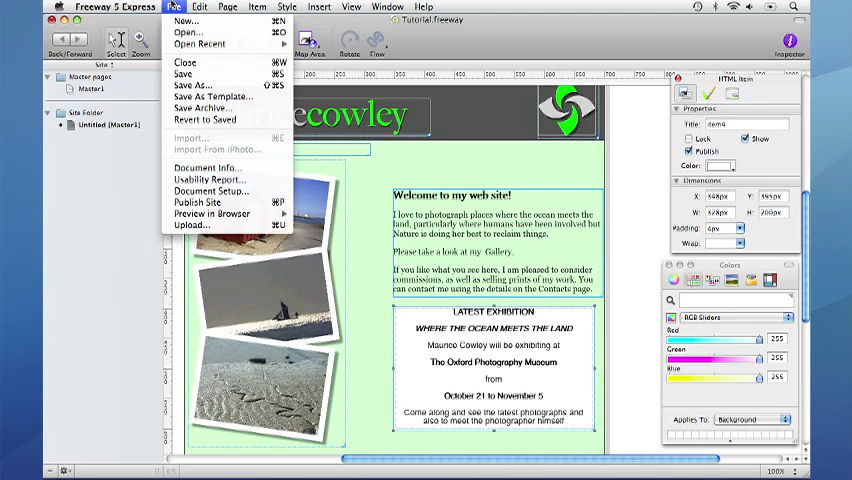 Freeway 5 Express File Edit Page Item Style Insert View Window Help
Tutorial.freeway
Back/Forward Select Zoom Map Area Rotate Flow Inspector
New... ⌘N
Open... ⌘O
Open Recent
Close ⌘W
Save ⌘S
Save As... ⇧⌘S
Save As Template...
Save Archive...
Revert to Saved
Import... ⌘E
Import From iPhoto...
Document Info...
Usability Report...
Document Setup...
Publish Site ⌘P
Preview in Browser
Upload... ⌘U
Site
Master pages
Master1
Site Folder
Untitled [Master1]
cowley
Welcome to my web site!
I love to photograph places where the ocean meets the
land, particularly where humans have been involved but
Nature is doing her best to reclaim things.
Please take a look at my Gallery.
If you like what you see here, I am pleased to consider
commissions, as well as selling prints of my work. You
can contact me using the details on the Contacts page.
LATEST EXHIBITION
WHERE THE OCEAN MEETS THE LAND
Maurice Cowley will be exhibiting at
The Oxford Photography Museum
from
October 21 to November 5
Come along and see the latest photographs and
also to meet the photographer himself
HTML Item
Properties
Title: item4
Lock Show
Publish
Color:
Dimensions
X: 348px Y: 395px
W: 328px H: 200px
Padding: 4px
Wrap:
Colors
RGB Sliders
Red
255
Green
255
Blue
255
Applies To: Background
100%